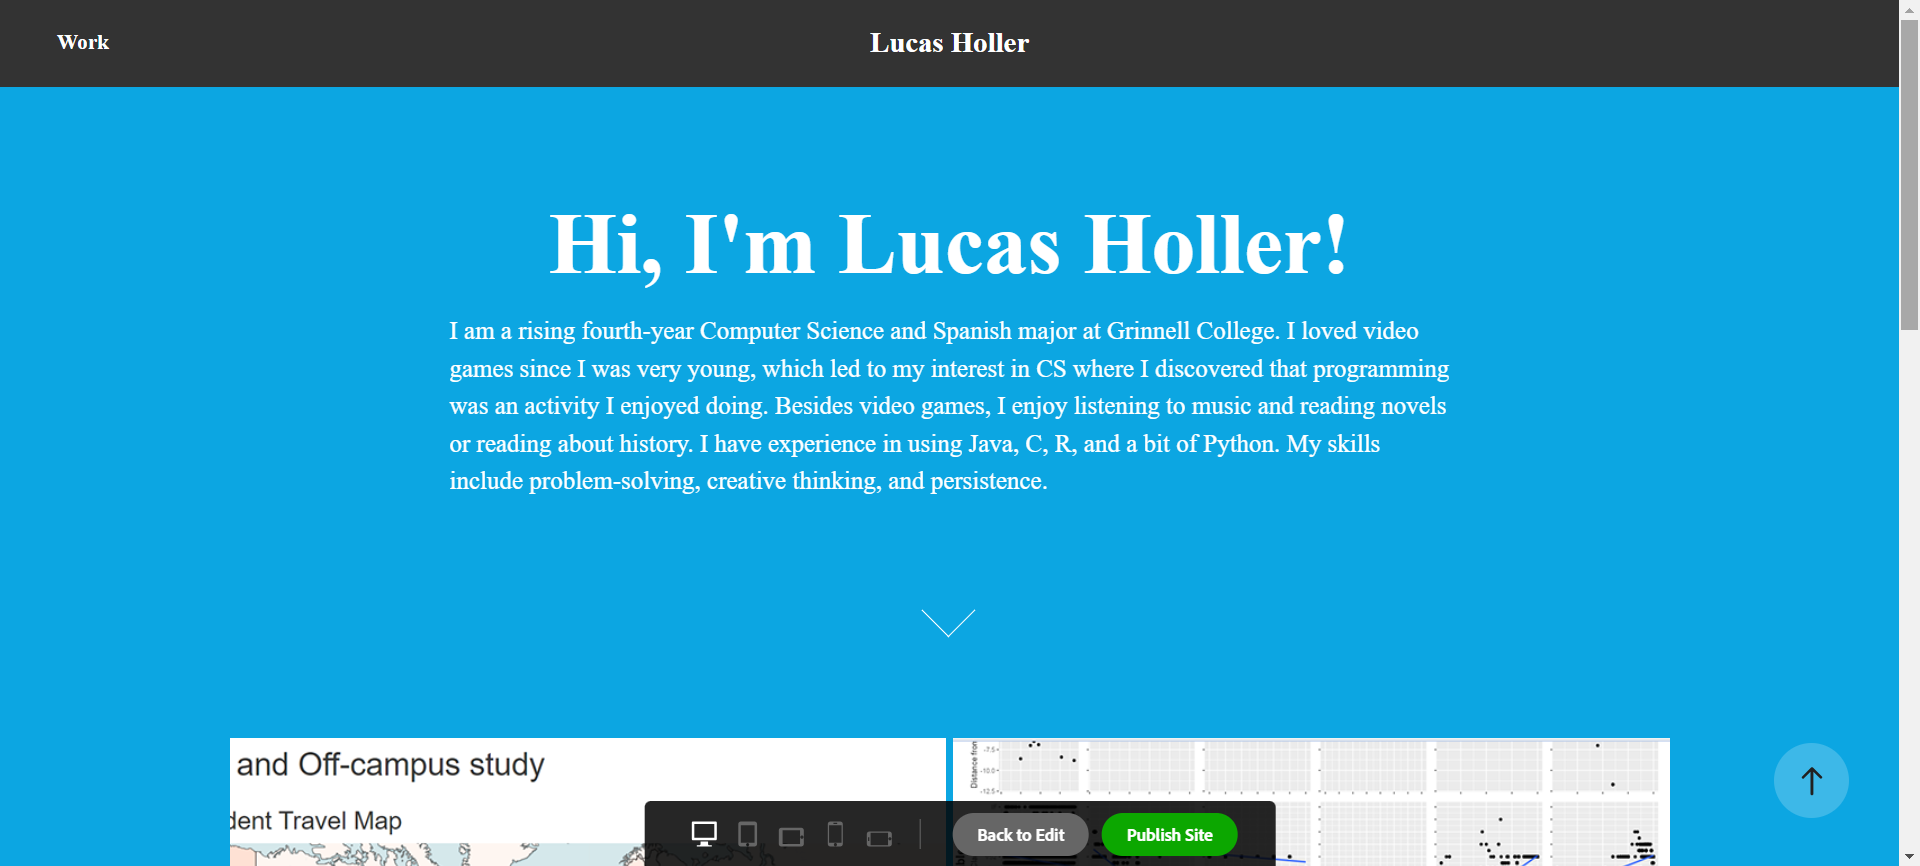 Work
Lucas Holler
Hi, I'm Lucas Holler!
I am a rising fourth-year Computer Science and Spanish major at Grinnell College. I loved video
games since I was very young, which led to my interest in CS where I discovered that programming
was an activity I enjoyed doing. Besides video games, I enjoy listening to music and reading novels
or reading about history. I have experience in using Java, C, R, and a bit of Python. My skills
include problem-solving, creative thinking, and persistence.
and Off-campus study
dent Travel Map
Distance fron
-7.5
-10.0
-12.5
Back to Edit
Publish Site